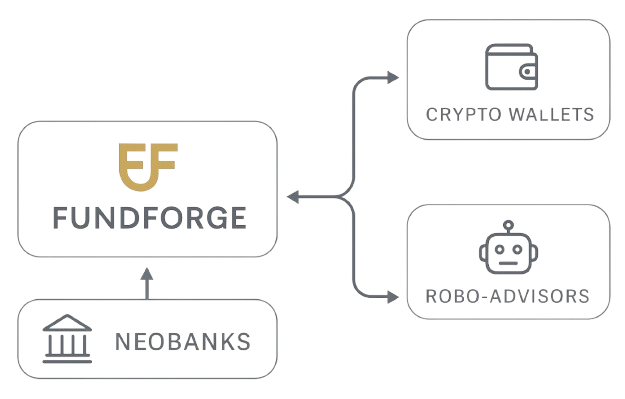 FUNDFORGE
NEOBANKS
CRYPTO WALLETS
ROBO-ADVISORS